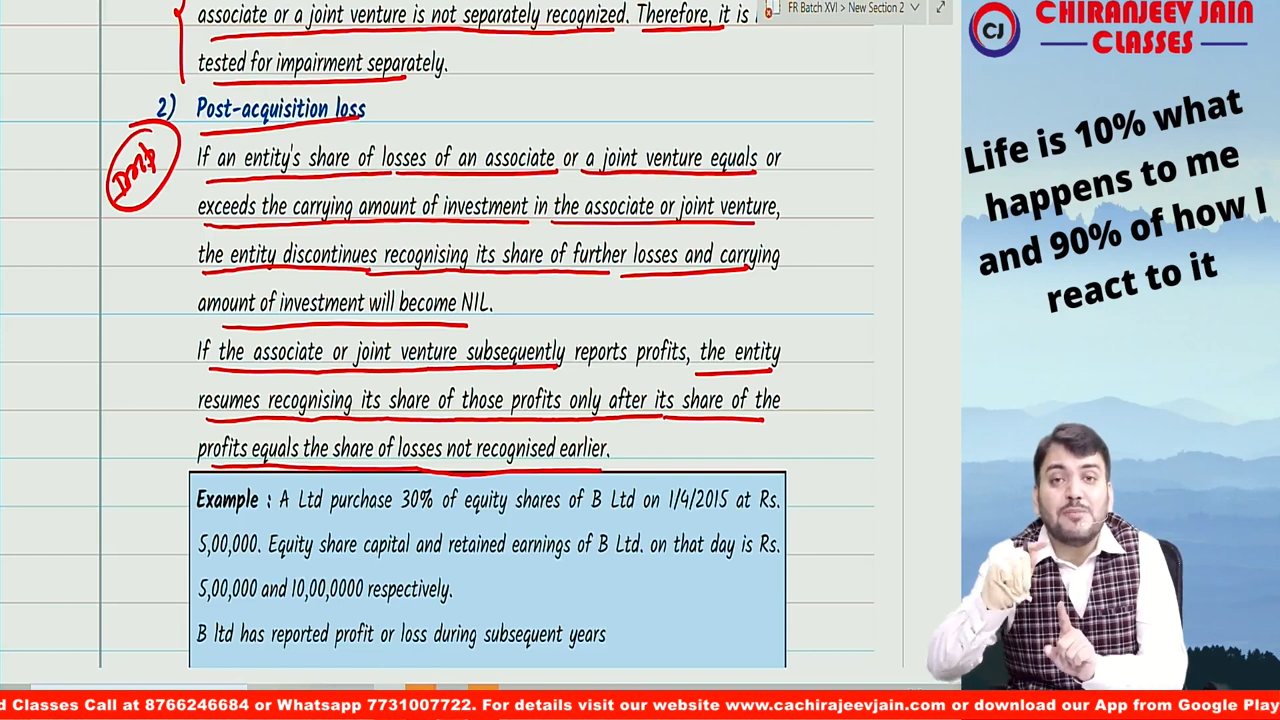 associate or a joint venture is not separately recognized. Therefore, it is
tested for impairment separately.
2) Post-acquisition loss
Imp
If an entity's share of losses of an associate or a joint venture equals or
exceeds the carrying amount of investment in the associate or joint venture,
the entity discontinues recognising its share of further losses and carrying
amount of investment will become NIL.
If the associate or joint venture subsequently reports profits, the entity
resumes recognising its share of those profits only after its share of the
profits equals the share of losses not recognised earlier.
Example : A Ltd purchase 30% of equity shares of B Ltd on 1/4/2015 at Rs.
5,00,000. Equity share capital and retained earnings of B Ltd. on that day is Rs.
5,00,000 and 10,00,0000 respectively.
B ltd has reported profit or loss during subsequent years
FR Batch XVI > New Section 2
CJ
CHIRANJEEV JAIN
CLASSES
Life is 10% what
happens to me
and 90% of how I
react to it
d Classes Call at 8766246684 or Whatsapp 7731007722. For details visit our website www.cachirajeevjain.com or download our App from Google Play